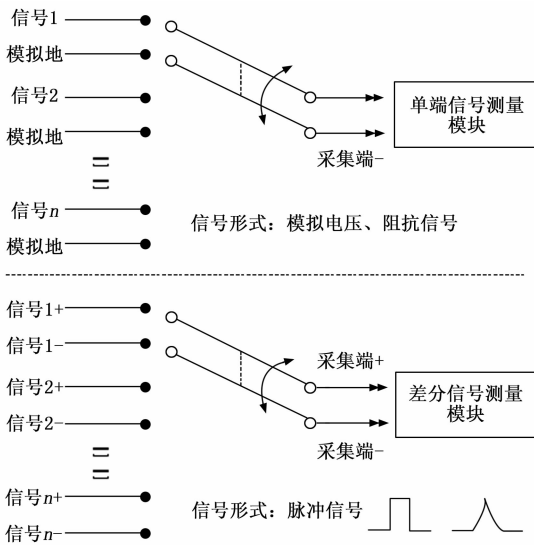 信号1
模拟地
信号2
模拟地
信号n
模拟地
采集端-
单端信号测量
模块
信号形式：模拟电压、阻抗信号
信号1+
信号1-
信号2+
信号2-
信号n+
信号n-
采集端+
采集端-
差分信号测量
模块
信号形式：脉冲信号